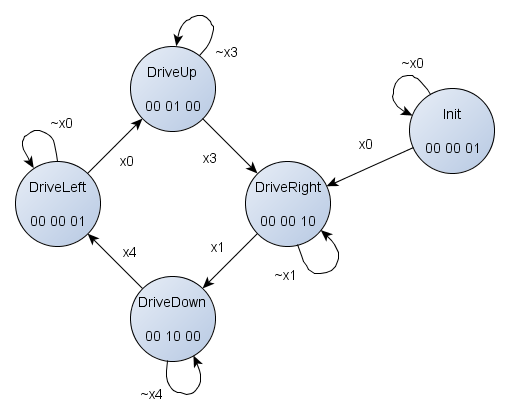 ~x3
DriveUp
00 01 00
~x0
Init
00 00 01
x0
x3
x0
~x0
DriveLeft
00 00 01
DriveRight
00 00 10
x4
x1
~x1
DriveDown
00 10 00
~x4